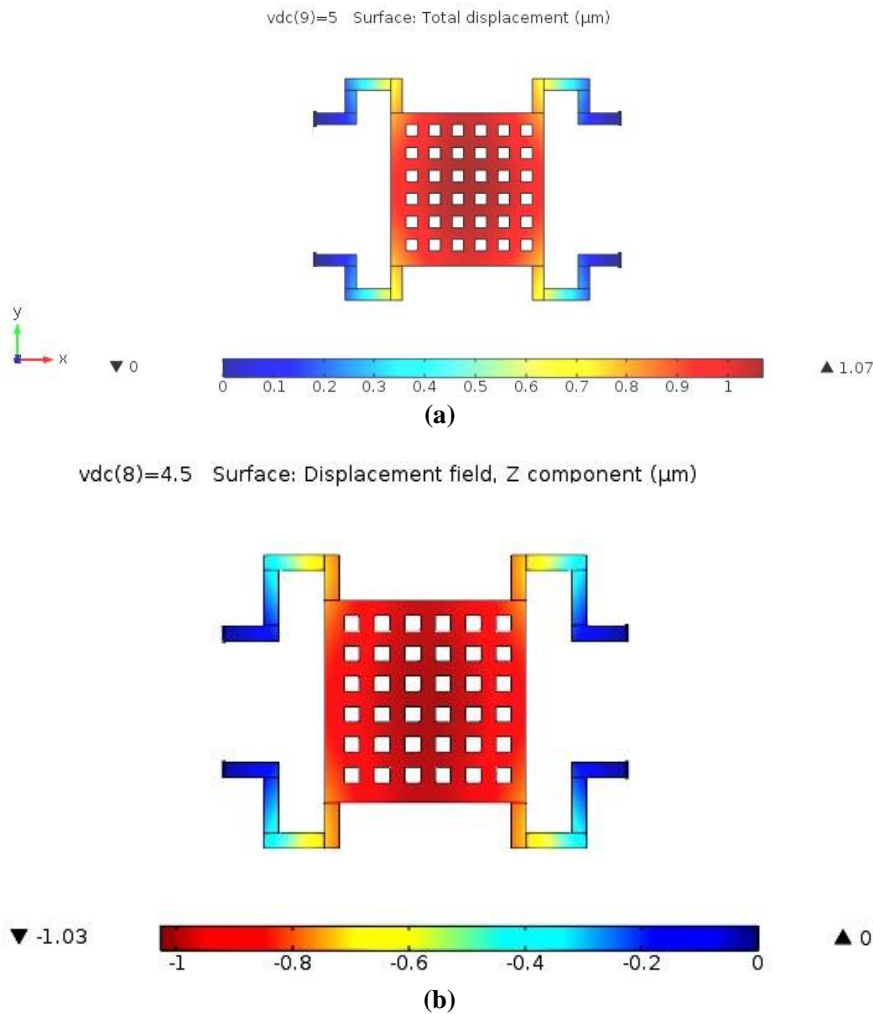 vdc(9)=5 Surface: Total displacement (µm)
y
x
▼ 0
0 0.1 0.2 0.3 0.4 0.5 0.6 0.7 0.8 0.9 1
▲ 1.07
(a)
vdc(8)=4.5 Surface: Displacement field, Z component (µm)
▼ -1.03
-1 -0.8 -0.6 -0.4 -0.2 0
▲ 0
(b)